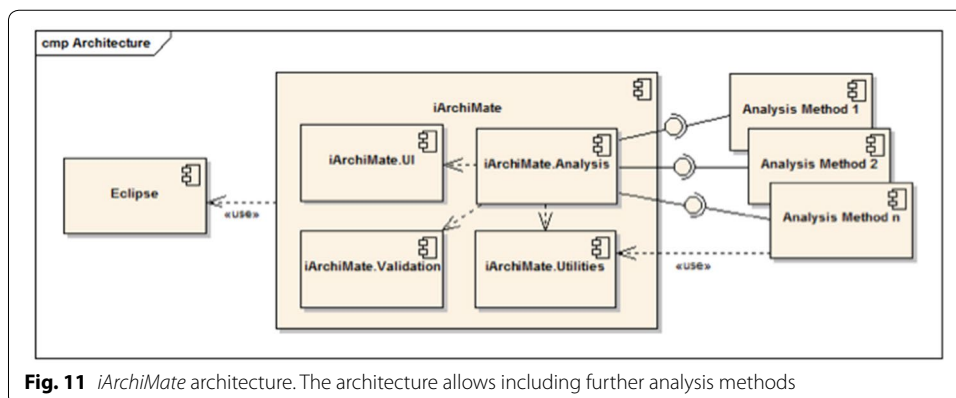 cmp Architecture
iArchiMate
Analysis Method 1
iArchiMate.UI
iArchiMate.Analysis
Analysis Method 2
Eclipse
Analysis Method n
«use»
iArchiMate.Validation
iArchiMate.Utilities
«use»
Fig. 11 iArchiMate architecture. The architecture allows including further analysis methods